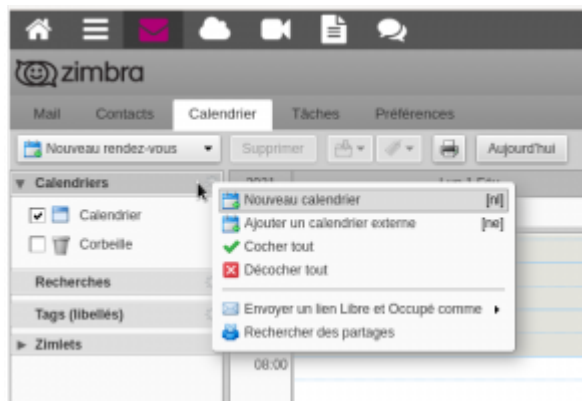 zimbra
Mail Contacts Calendrier Tâches Préférences
Nouveau rendez-vous Supprimer Aujourd'hui
Calendriers
Nouveau calendrier [nl]
Calendrier
Ajouter un calendrier externe [ne]
Corbeille
Cocher tout
Décocher tout
Recherches
Tags (libellés)
Envoyer un lien Libre et Occupé comme
Zimlets
Rechercher des partages
08:00